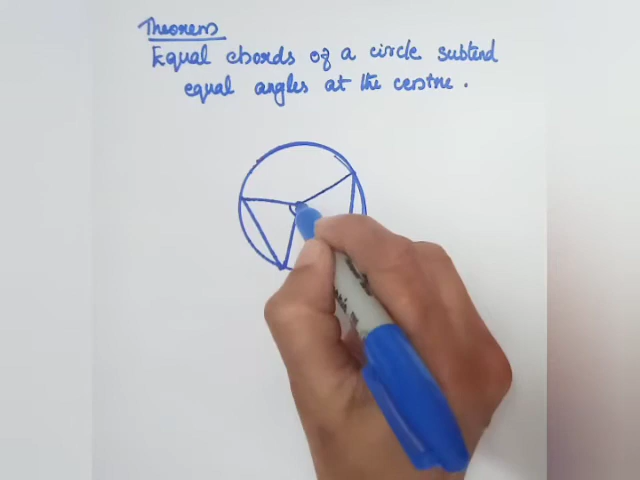 Theorem
Equal chords of a circle subtend
equal angles at the centre.